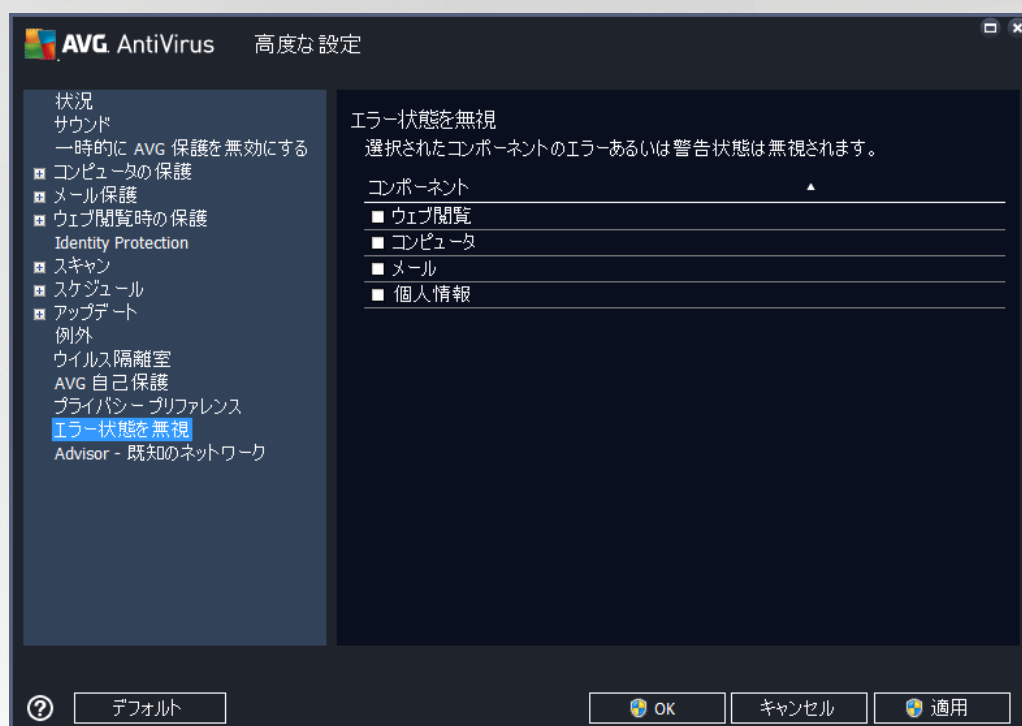 AVG. AntiVirus 高度な設定
状況
サウンド
一時的に AVG 保護を無効にする
コンピュータの保護
メール保護
ウェブ閲覧時の保護
Identity Protection
スキャン
スケジュール
アップデート
例外
ウイルス隔離室
AVG 自己保護
プライバシー プリファレンス
エラー状態を無視
Advisor - 既知のネットワーク
エラー状態を無視
選択されたコンポーネントのエラーあるいは警告状態は無視されます。
コンポーネント
ウェブ閲覧
コンピュータ
メール
個人情報
デフォルト
OK
キャンセル
適用